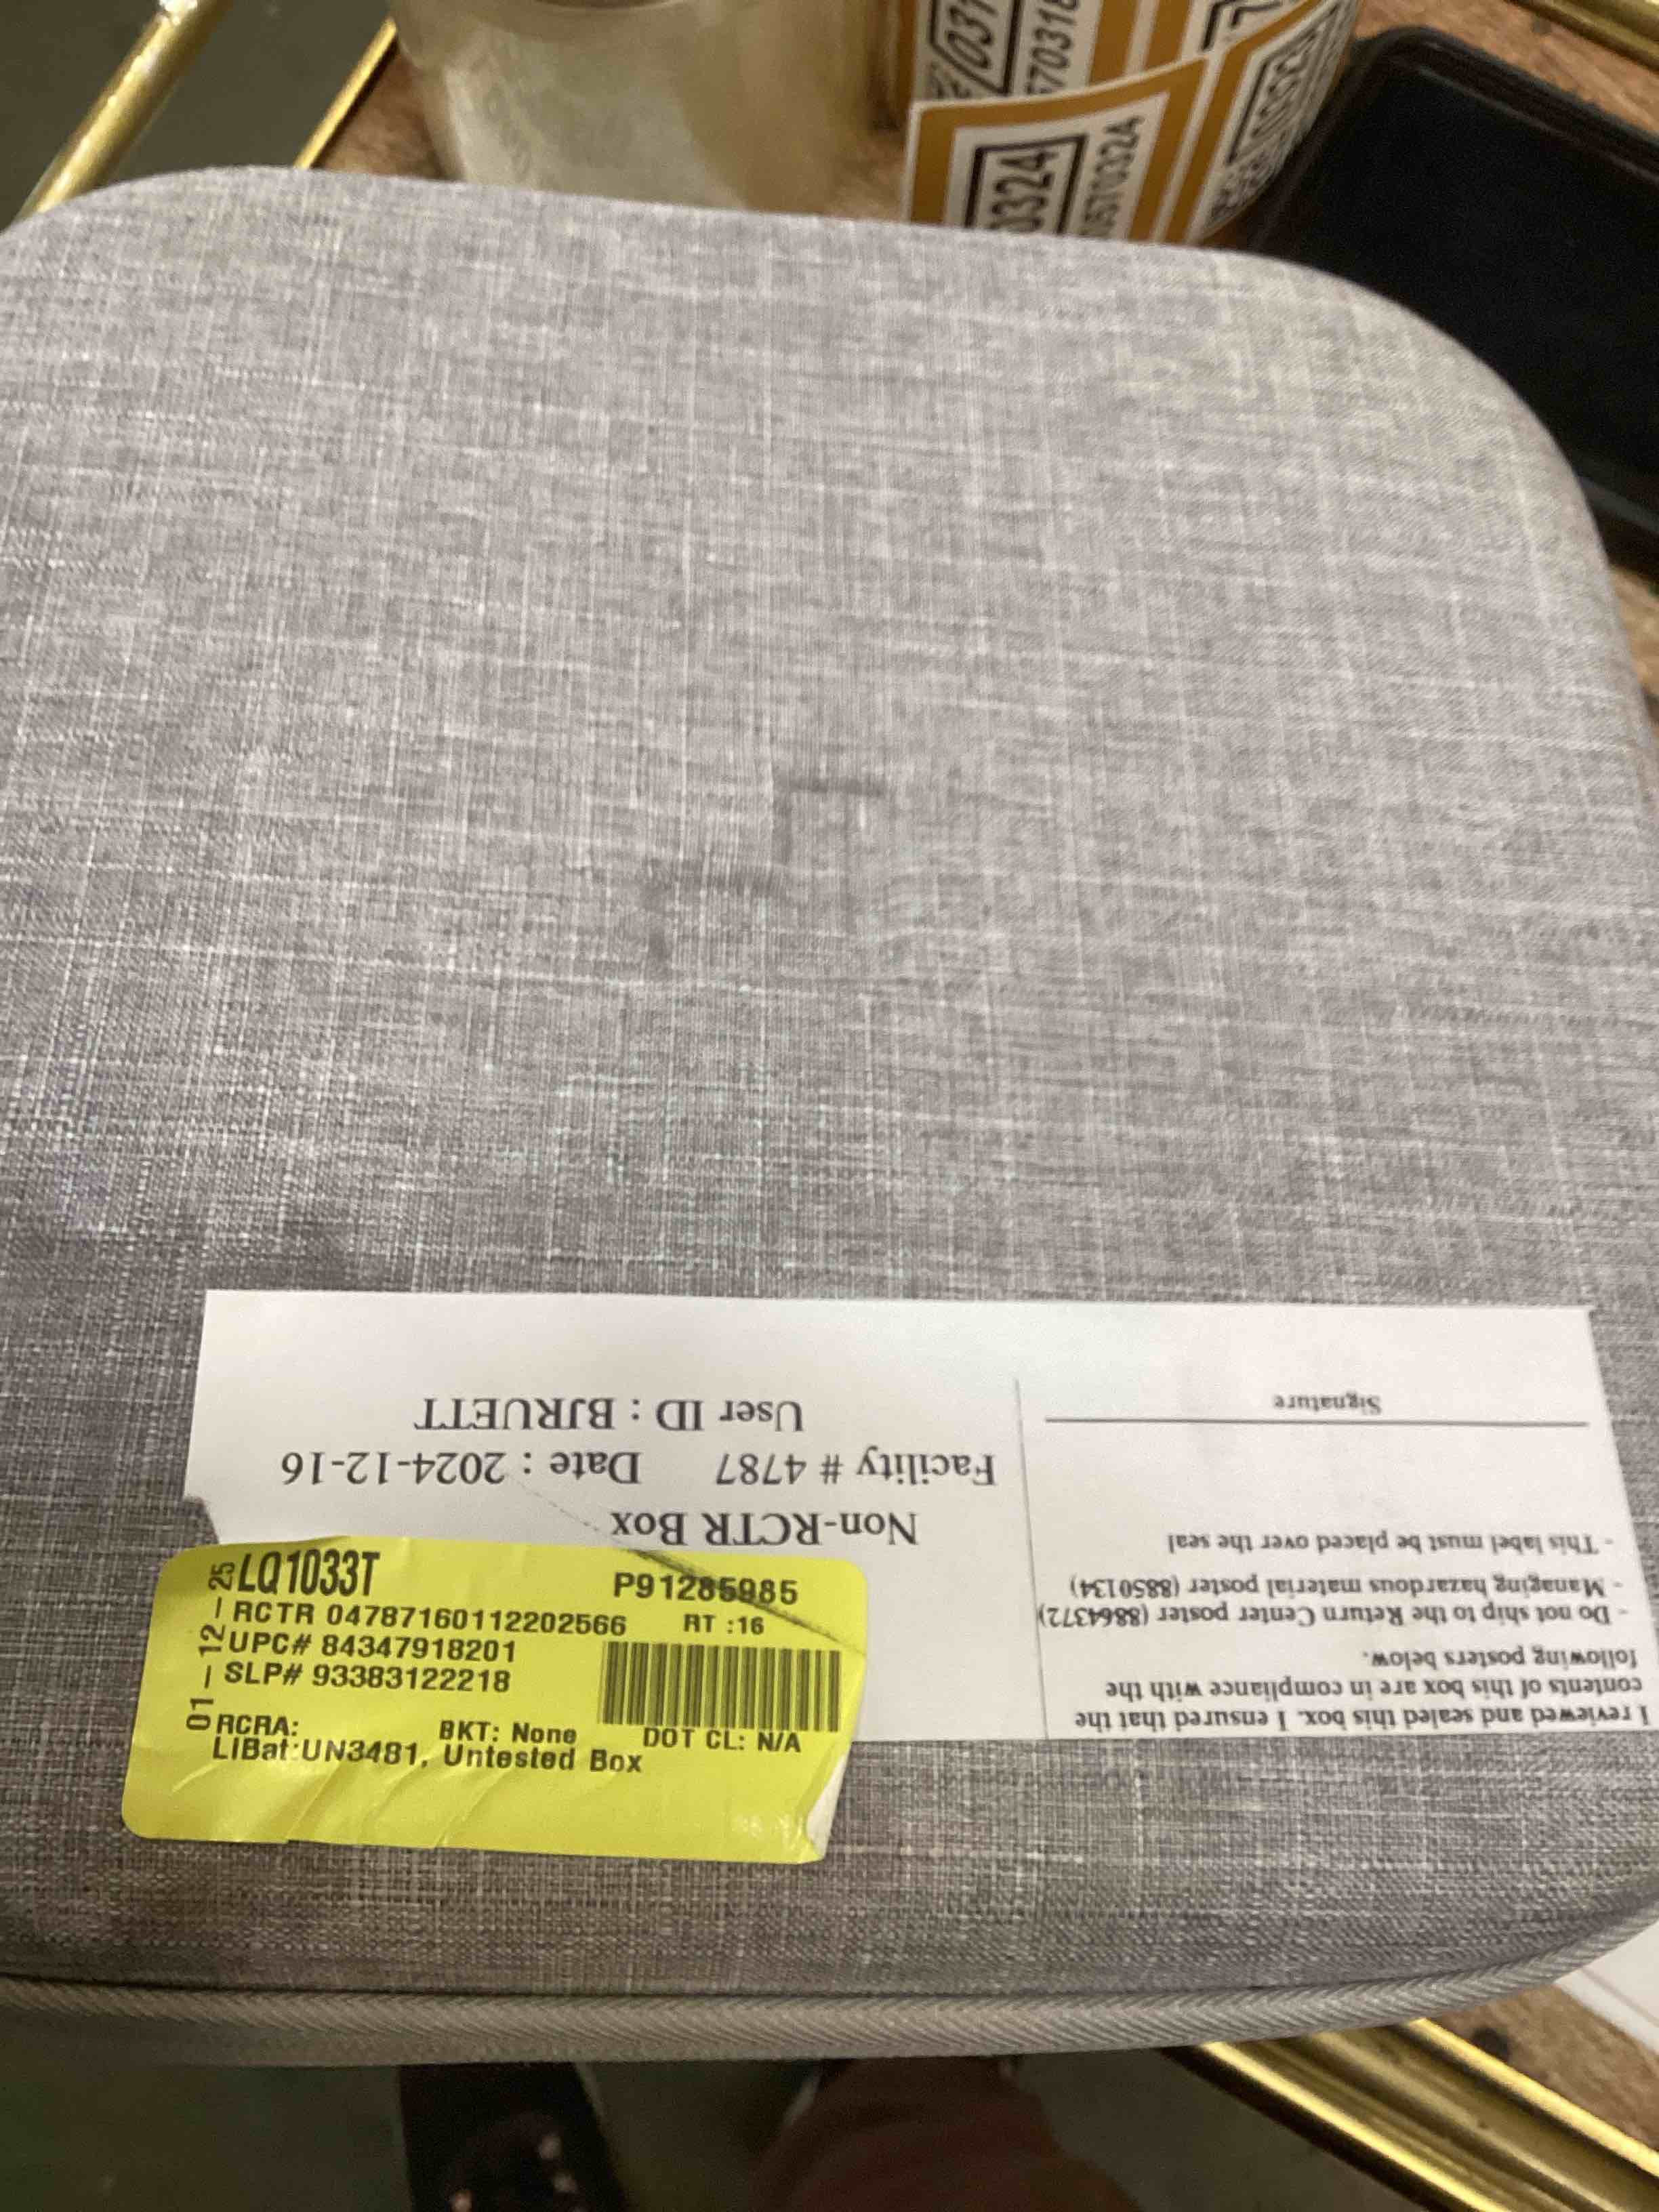 03324
0570324
Non-RCTR Box
Facility # 4787 Date : 2024-12-16
User ID : BJRUETT
I reviewed and sealed this box. I ensured that the
contents of this box are in compliance with the
following posters below.
- Do not ship to the Return Center poster (8864372)
- Managing hazardous material poster (8850134)
- This label must be placed over the seal
Signature
LQ1033T P91285985
RCTR 04787160112202566 RT :16
UPC# 84347918201
SLP# 93383122218
RCRA: BKT: None DOT CL: N/A
LiBat:UN3481, Untested Box
01 – 12 – 25